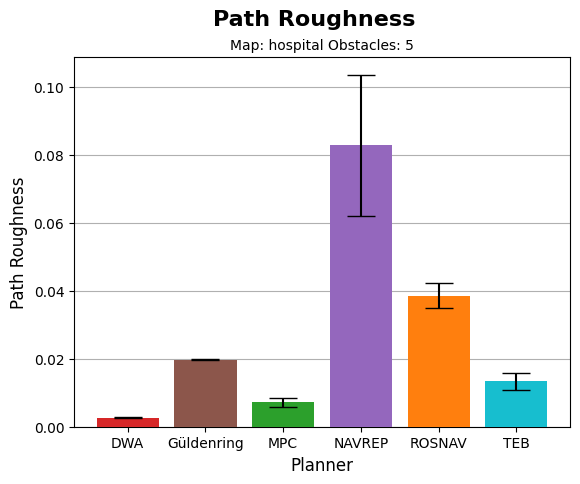 Path Roughness
Map: hospital Obstacles: 5
Path Roughness
0.10
0.08
0.06
0.04
0.02
0.00
DWA Güldenring MPC NAVREP ROSNAV TEB
Planner